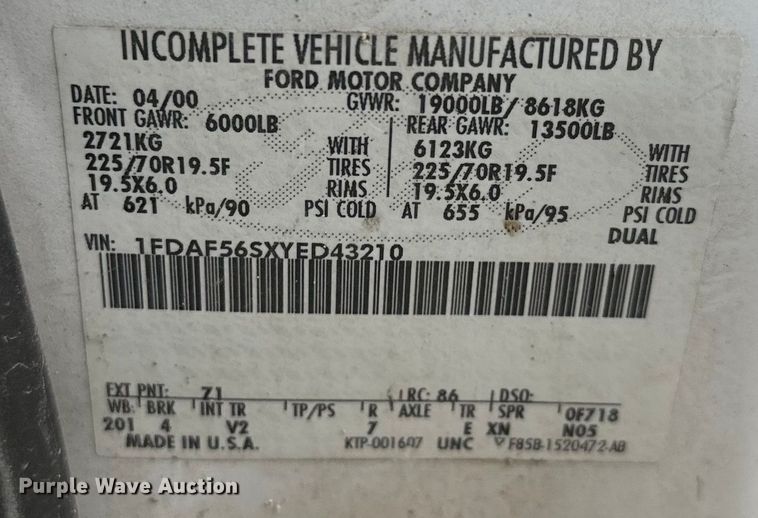 INCOMPLETE VEHICLE MANUFACTURED BY
FORD MOTOR COMPANY
DATE: 04/00 GVWR: 19000LB/ 8618KG
FRONT GAWR: 6000LB REAR GAWR: 13500LB
2721KG WITH 6123KG WITH
225/70R19.5F TIRES 225/70R19.5F TIRES
19.5X6.0 RIMS 19.5X6.0 RIMS
AT 621 kPa/90 PSI COLD AT 655 kPa/95 PSI COLD
DUAL
VIN: 1FDAF56SXYED43210
EXT PNT: Z1 RC: 86 DSO:
WB BRK INT TR TP/PS R AXLE TR SPR 0F718
201 4 V2 7 E XN N05
MADE IN U.S.A. KTP-001647 UNC F85B-1520472-AB
Purple Wave Auction